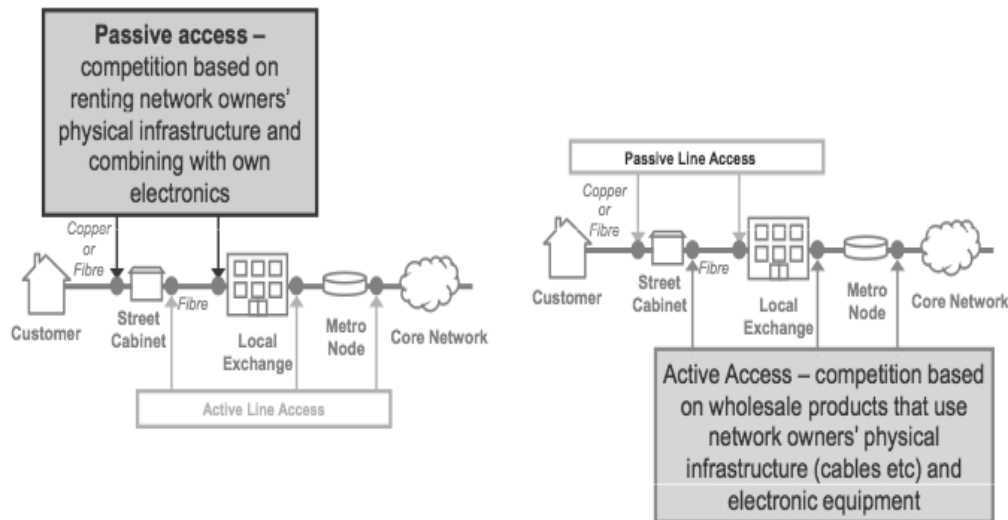 Passive access –
competition based on
renting network owners'
physical infrastructure and
combining with own
electronics
Copper
or
Fibre
Fibre
Customer
Street
Cabinet
Local
Exchange
Metro
Node
Core Network
Active Line Access
Passive Line Access
Copper
or
Fibre
Fibre
Customer
Street
Cabinet
Local
Exchange
Metro
Node
Core Network
Active Access – competition based
on wholesale products that use
network owners' physical
infrastructure (cables etc) and
electronic equipment